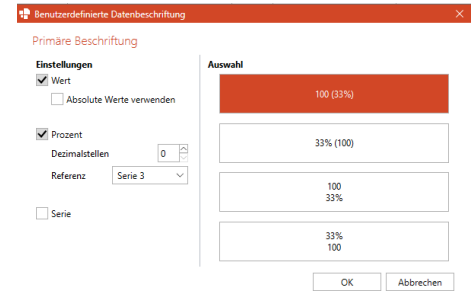 Benutzerdefinierte Datenbeschriftung
Primäre Beschriftung
Einstellungen
Wert
Absolute Werte verwenden
Prozent
Dezimalstellen 0
Referenz Serie 3
Serie
Auswahl
100 (33%)
33% (100)
100
33%
33%
100
OK Abbrechen